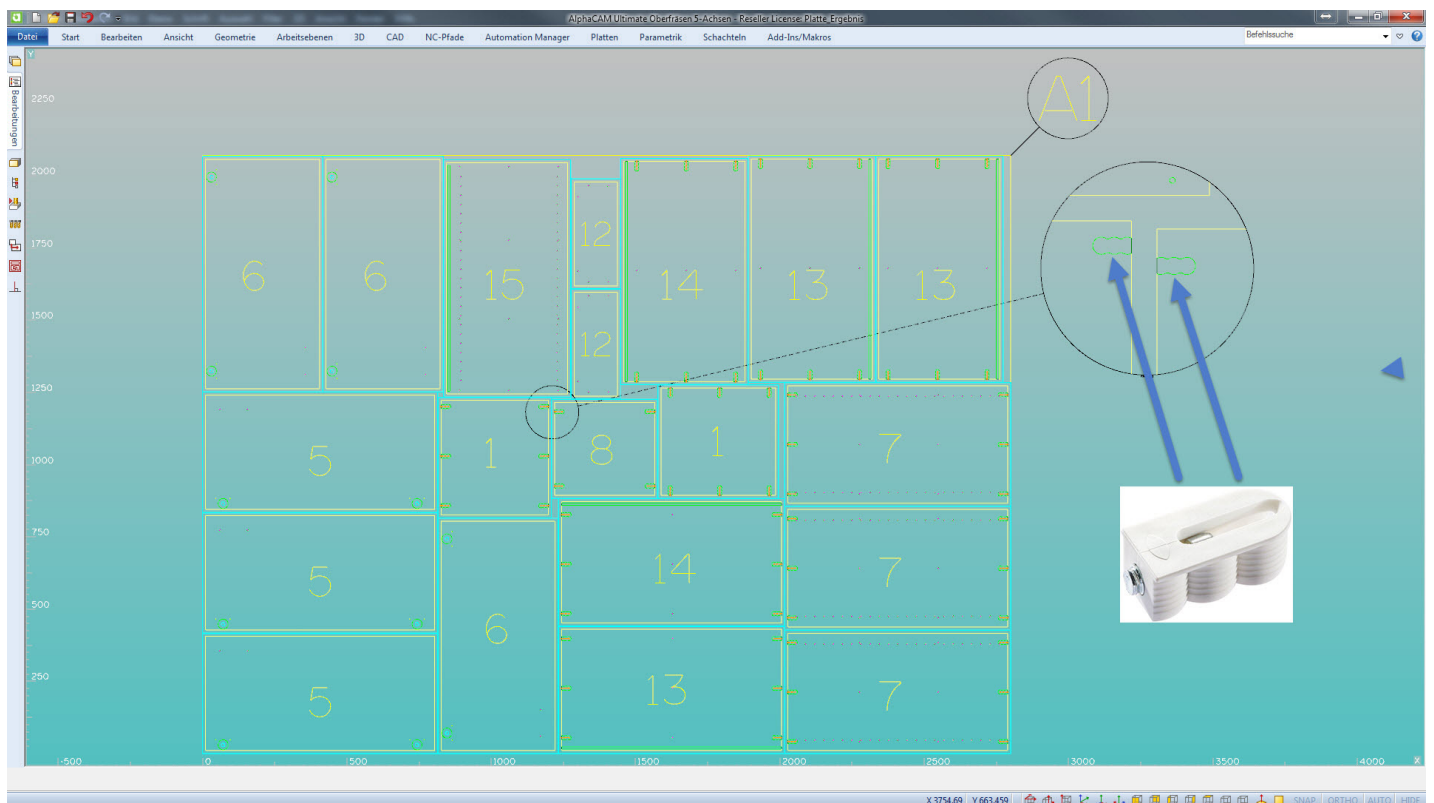 AlphaCAM Ultimate Oberfräsen 5-Achsen - Reseller License: Platte_Ergebnis
Datei Start Bearbeiten Ansicht Geometrie Arbeitsebenen 3D CAD NC-Pfade Automation Manager Platten Parametrik Schachteln Add-Ins/Makros Befehlssuche
Y
Bearbeitungen
2250
A1
2000
1750
12
6 6 15 14 13 13
1500
12
1250
1 8 1 7
1000
5
750
14 7
5
500
6
250
13 7
5
-500 0 500 1000 1500 2000 2500 3000 3500 4000 X
X 3754.69 Y 663.459 SNAP ORTHO AUTO HIDE